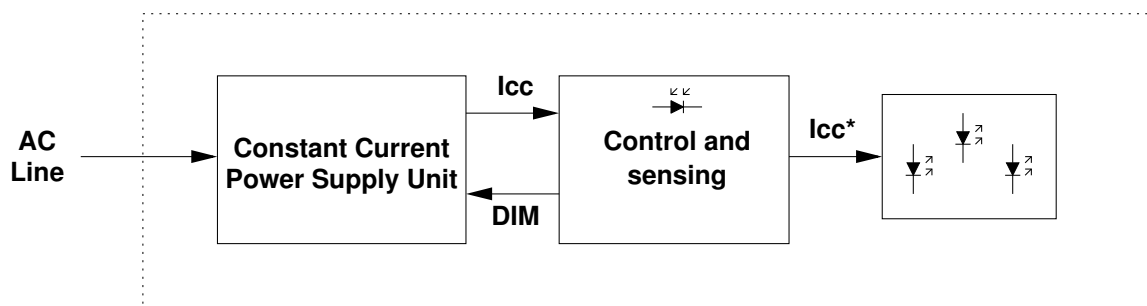 AC
Line
Constant Current
Power Supply Unit
Icc
DIM
Control and
sensing
Icc*